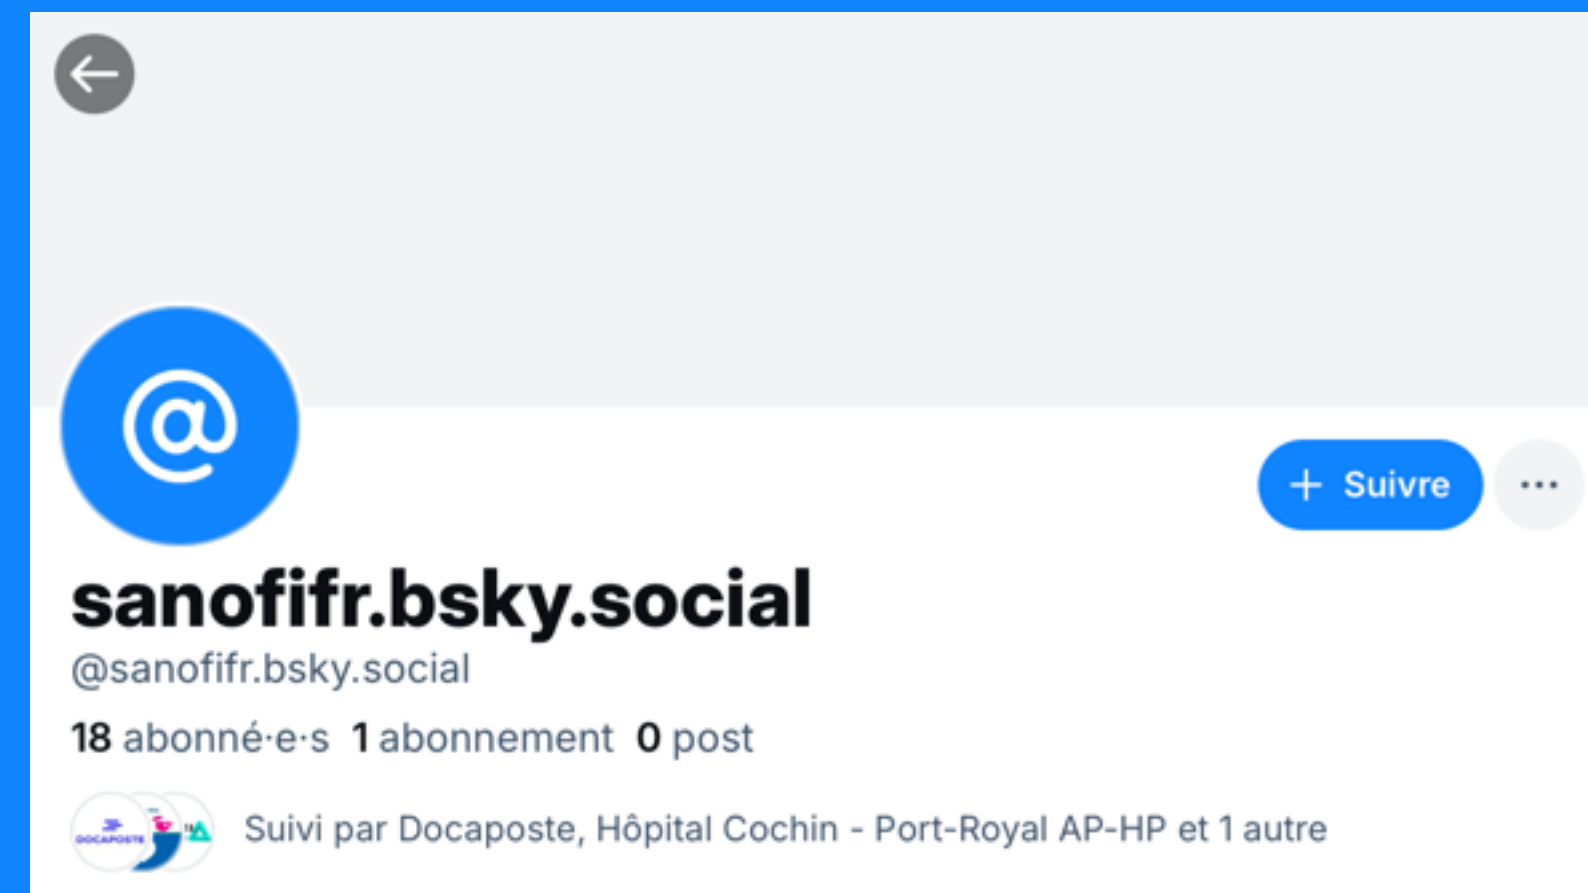 @
+ Suivre ...
sanofifr.bsky.social
@sanofifr.bsky.social
18 abonné·e·s 1 abonnement 0 post
DOCAPOSTE
Suivi par Docaposte, Hôpital Cochin - Port-Royal AP-HP et 1 autre